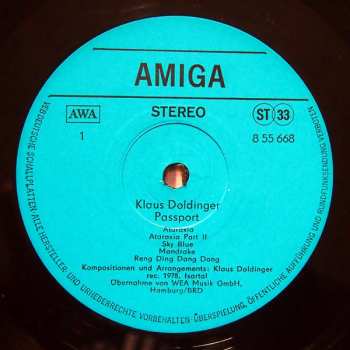 AMIGA
AWA
STEREO
ST 33
1
8 55 668
Klaus Doldinger
Passport
Ataraxia
Ataraxia Part II
Sky Blue
Mandrake
Reng Ding Dang Dong
Kompositionen und Arrangements: Klaus Doldinger
rec. 1978, Isartal
Übernahme von WEA Musik GmbH,
Hamburg/BRD
VEB DEUTSCHE SCHALLPLATTEN · ALLE HERSTELLER- UND URHEBERRECHTE VORBEHALTEN · ÜBERSPIELUNG, ÖFFENTLICHE AUFFÜHRUNG UND RUNDFUNKSENDUNG VERBOTEN